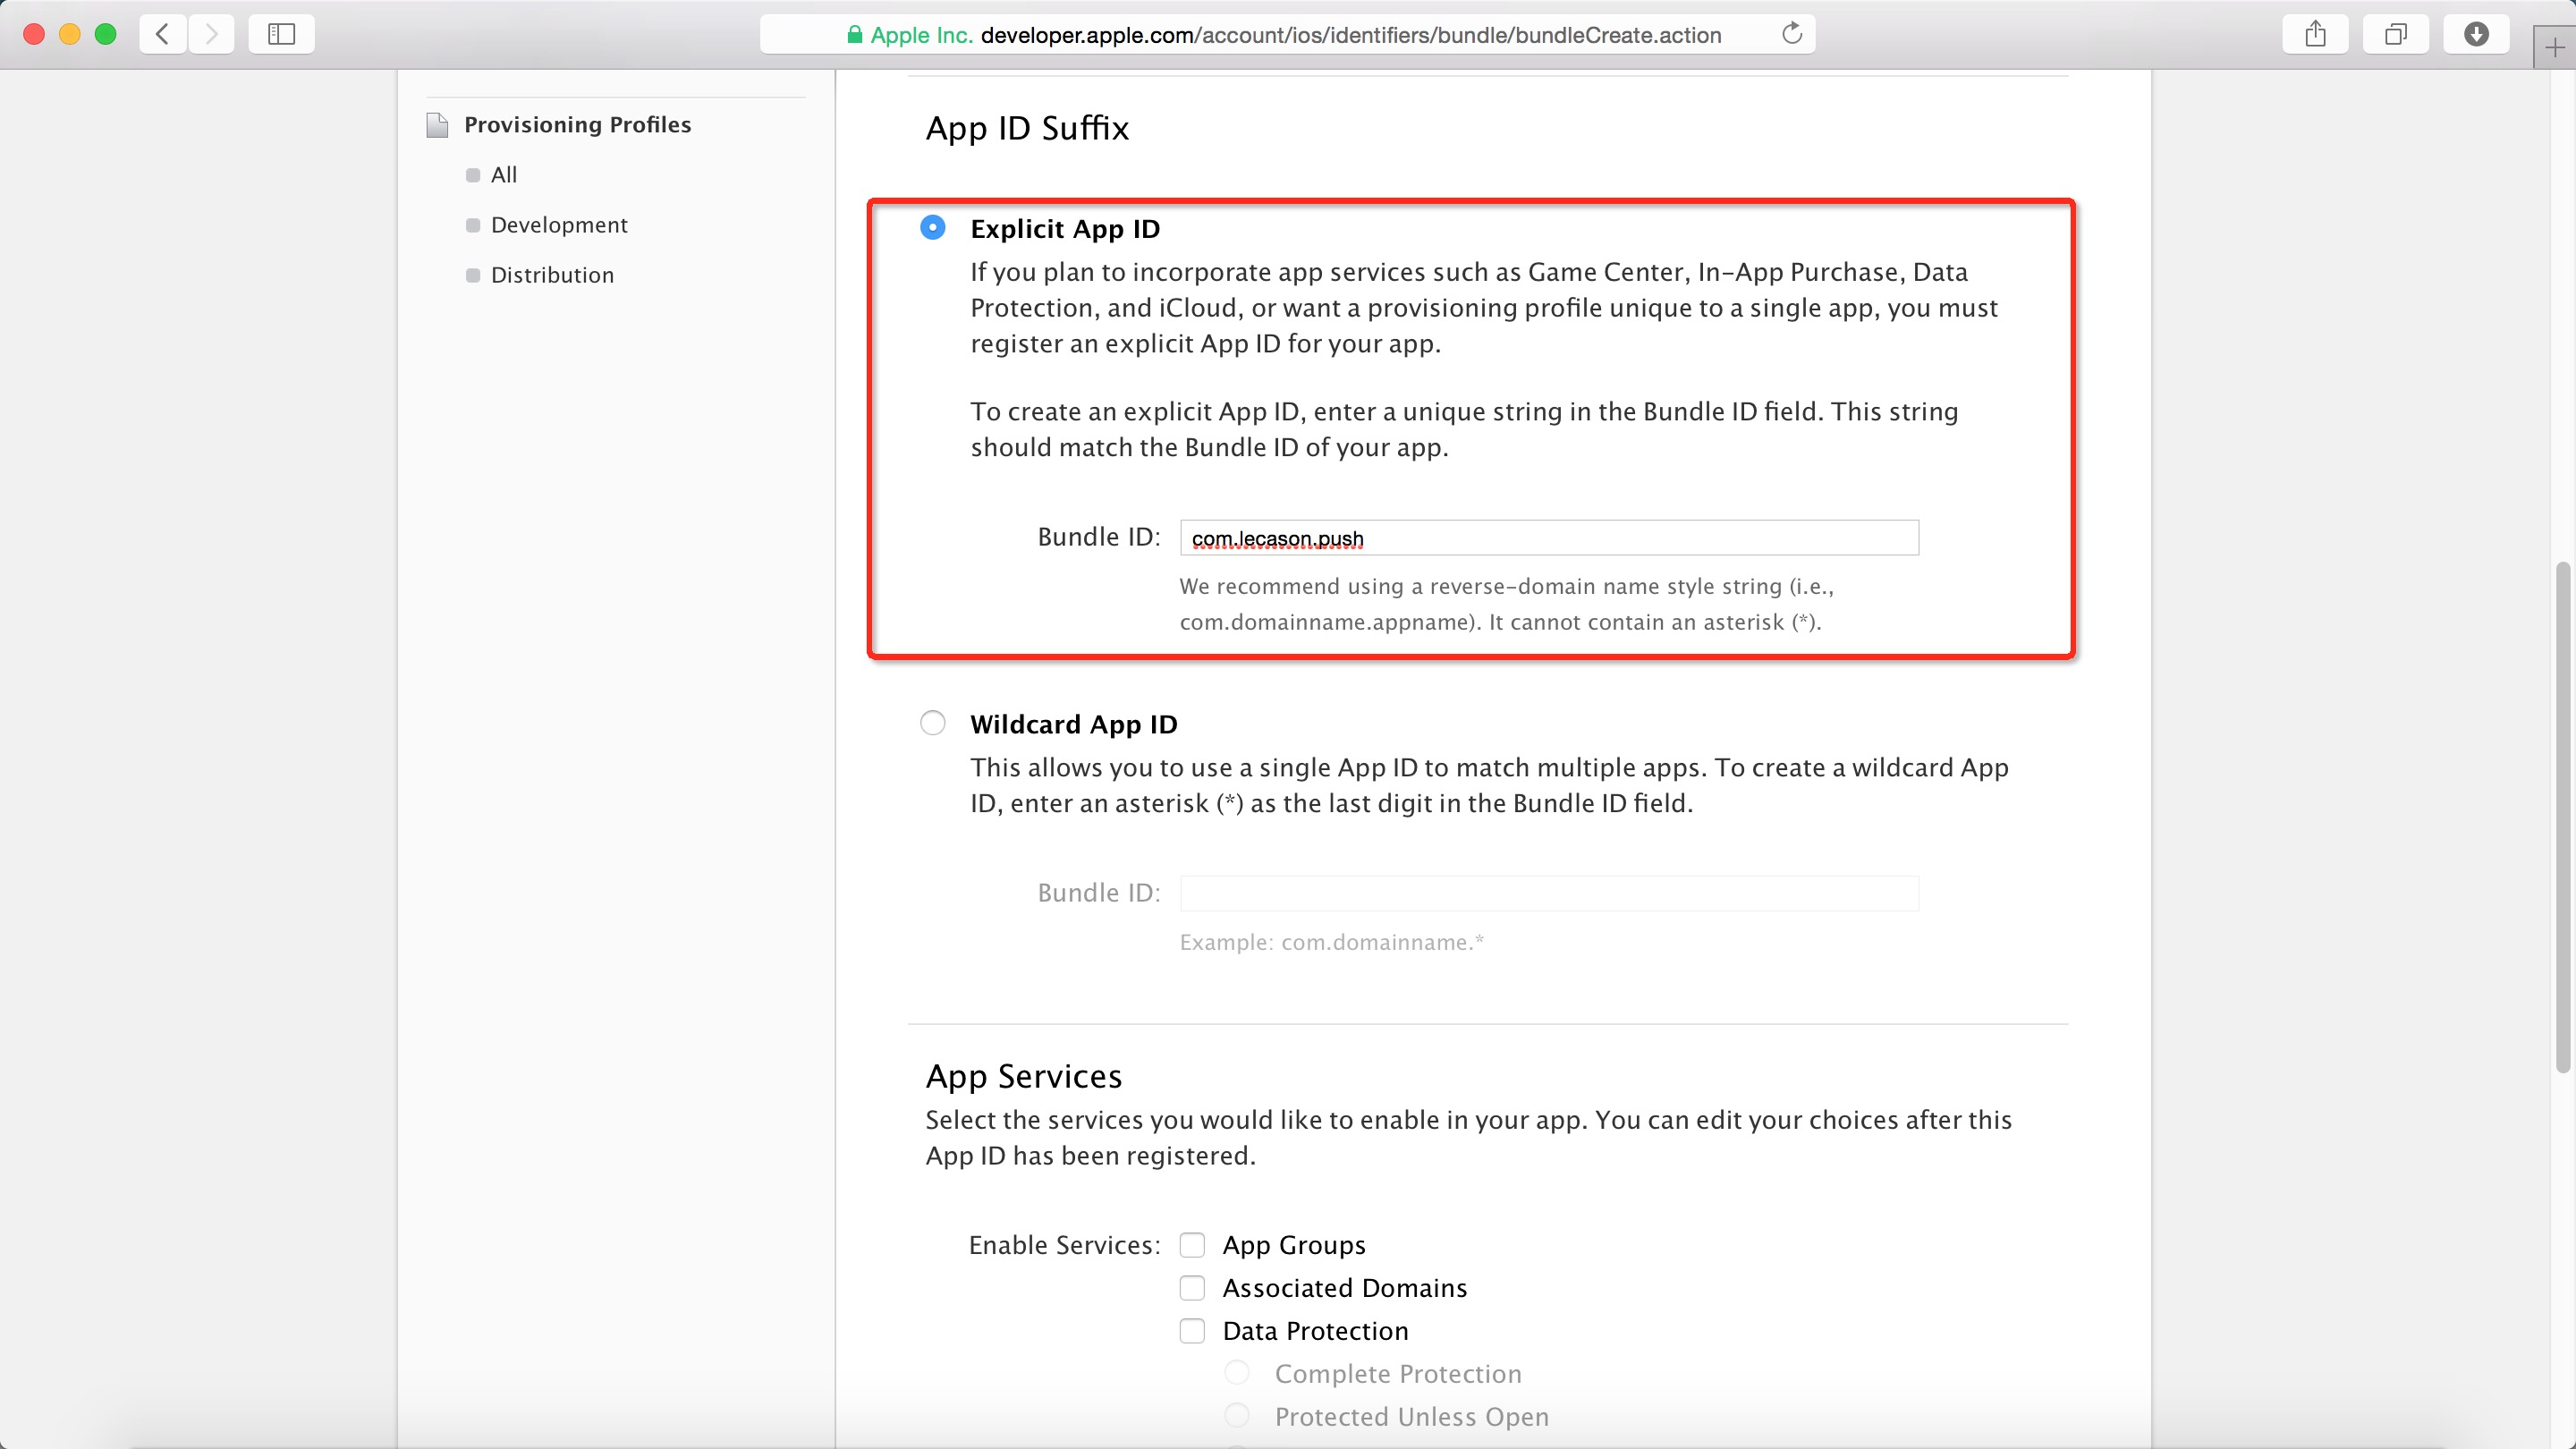 Apple Inc. developer.apple.com/account/ios/identifiers/bundle/bundleCreate.action
Provisioning Profiles
All
Development
Distribution
App ID Suffix
Explicit App ID
If you plan to incorporate app services such as Game Center, In-App Purchase, Data
Protection, and iCloud, or want a provisioning profile unique to a single app, you must
register an explicit App ID for your app.
To create an explicit App ID, enter a unique string in the Bundle ID field. This string
should match the Bundle ID of your app.
Bundle ID: com.lecason.push
We recommend using a reverse-domain name style string (i.e.,
com.domainname.appname). It cannot contain an asterisk (*).
Wildcard App ID
This allows you to use a single App ID to match multiple apps. To create a wildcard App
ID, enter an asterisk (*) as the last digit in the Bundle ID field.
Bundle ID:
Example: com.domainname.*
App Services
Select the services you would like to enable in your app. You can edit your choices after this
App ID has been registered.
Enable Services: App Groups
Associated Domains
Data Protection
Complete Protection
Protected Unless Open